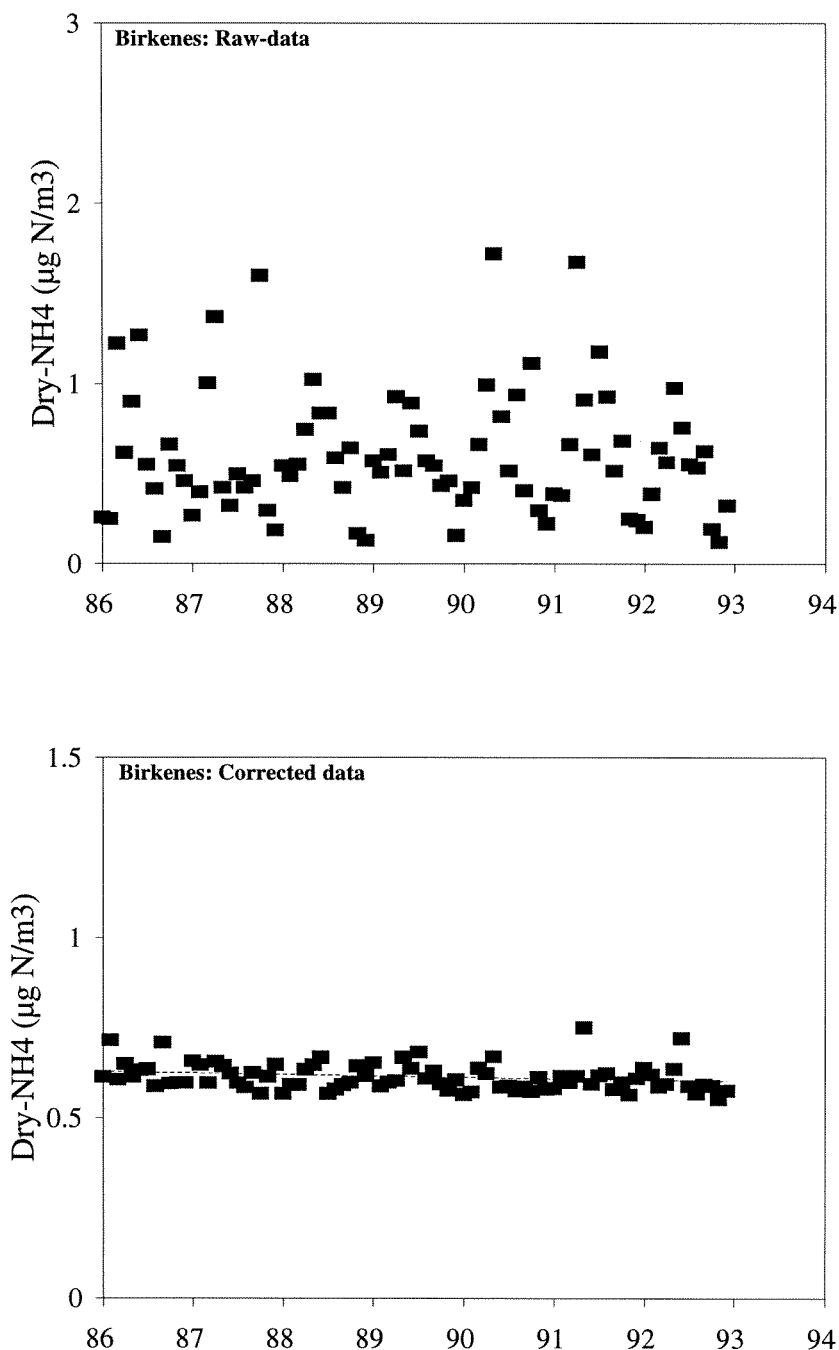 Birkenes: Raw-data
Dry-NH4 (µg N/m3)
3
2
1
0
86 87 88 89 90 91 92 93 94
Birkenes: Corrected data
Dry-NH4 (µg N/m3)
1.5
1
0.5
0
86 87 88 89 90 91 92 93 94